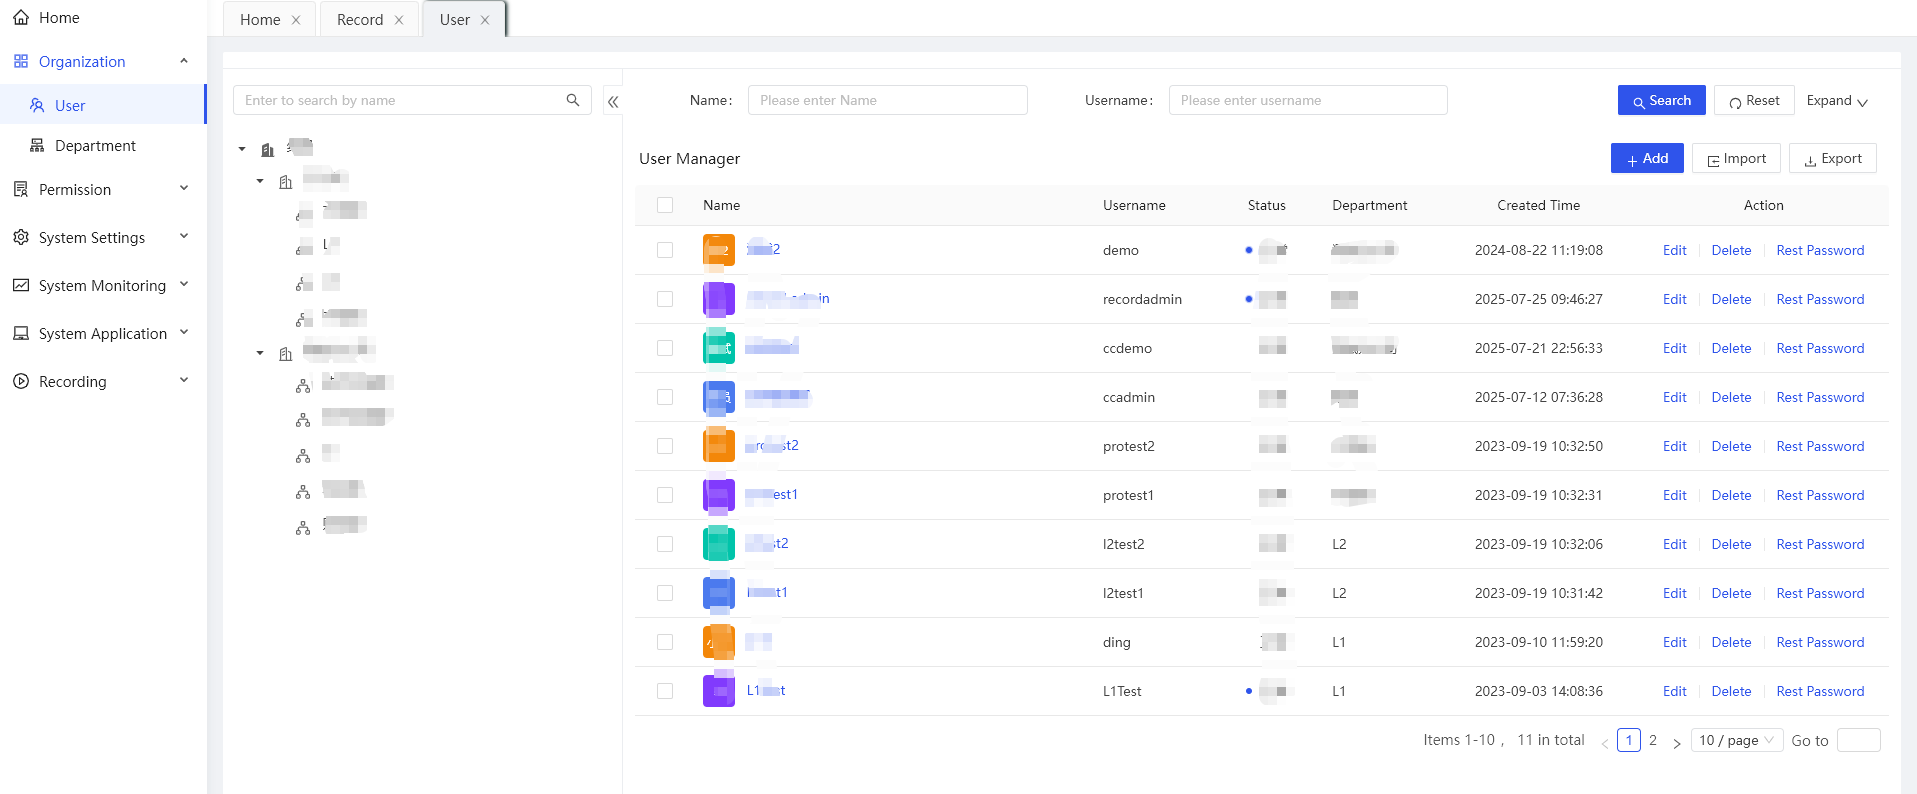 Home
Organization
User
Department
Permission
System Settings
System Monitoring
System Application
Recording
Home Record User
Enter to search by name
Name: Please enter Name Username: Please enter username Search Reset Expand
User Manager Add Import Export
Name Username Status Department Created Time Action
demo 2024-08-22 11:19:08 Edit Delete Rest Password
recordadmin 2025-07-25 09:46:27 Edit Delete Rest Password
ccdemo 2025-07-21 22:56:33 Edit Delete Rest Password
ccadmin 2025-07-12 07:36:28 Edit Delete Rest Password
protest2 2023-09-19 10:32:50 Edit Delete Rest Password
protest1 2023-09-19 10:32:31 Edit Delete Rest Password
l2test2 L2 2023-09-19 10:32:06 Edit Delete Rest Password
l2test1 L2 2023-09-19 10:31:42 Edit Delete Rest Password
ding L1 2023-09-10 11:59:20 Edit Delete Rest Password
L1Test L1 2023-09-03 14:08:36 Edit Delete Rest Password
Items 1-10 , 11 in total < 1 2 > 10 / page Go to